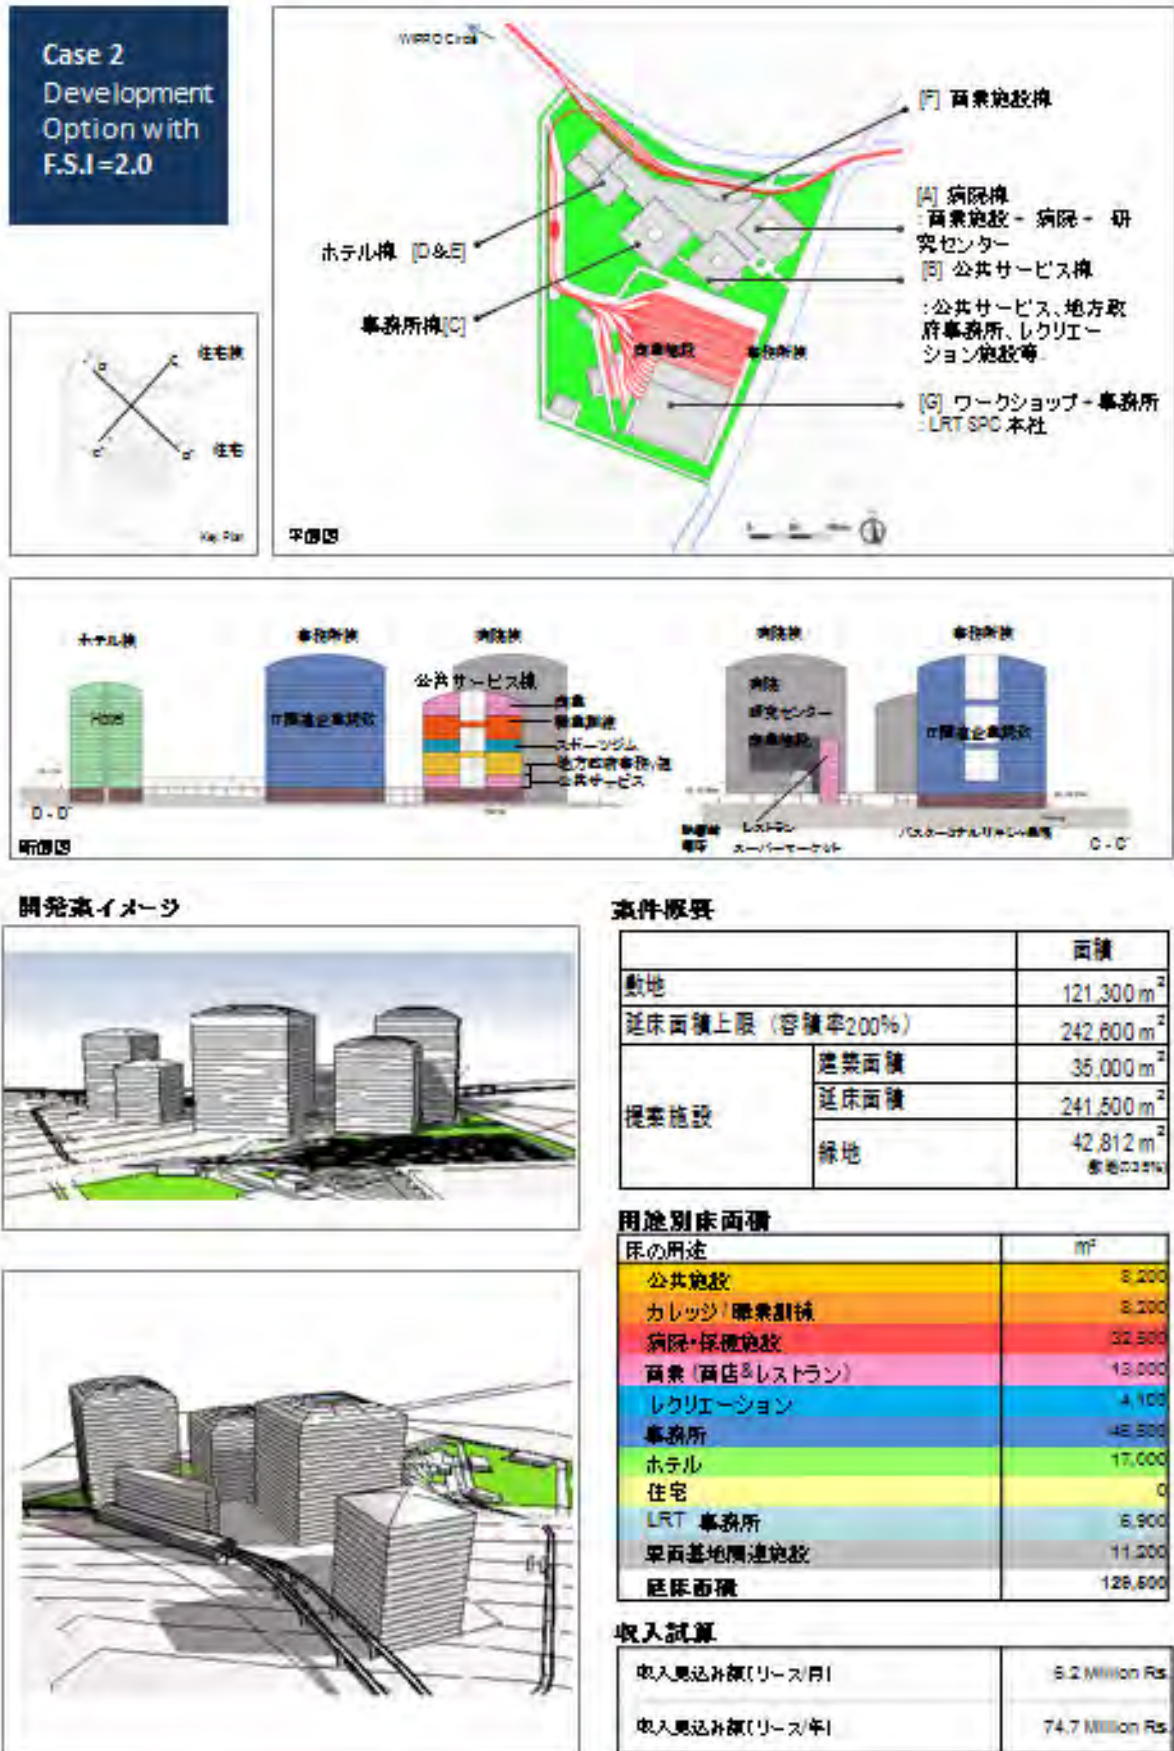 Case 2
Development
Option with
F.S.I=2.0
WIPRO Circle
[F] 商業施設棟
[A] 病院棟
: 商業施設 + 病院 + 研
究センター
[B] 公共サービス棟
: 公共サービス、地方政
府事務所、レクリエー
ション施設等
[G] ワークショップ + 事務所
: LRT SPC 本社
ホテル棟 [D&E]
事務所棟[C]
商業施設
事務所棟
平面図
住宅棟
住宅
Key Plan
ホテル棟
事務所棟
病院棟
公共サービス棟
Hotel
IT関連企業施設
商業
職業訓練
スポーツジム
公共サービス
D - D'
断面図
病院棟
事務所棟
病院
研究センター
商業施設
IT関連企業施設
レストラン
スーパーマーケット
C - C'
開発案イメージ
案件概要
面積
敷地 121,300 m²
延床面積上限（容積率200%） 242,600 m²
提案施設
建築面積 35,000 m²
延床面積 241,500 m²
緑地 42,812 m²
用途別床面積
床の用途 m²
公共施設 8,200
カレッジ/職業訓練 8,200
病院・保健施設
商業（商店&レストラン） 13,000
レクリエーション 4,100
事務所
ホテル 17,000
住宅 0
LRT 事務所 6,900
車両基地関連施設 11,200
延床面積
収入試算
収入見込み額[リース/月] 6.2 Million Rs.
収入見込み額[リース/年] 74.7 Million Rs.